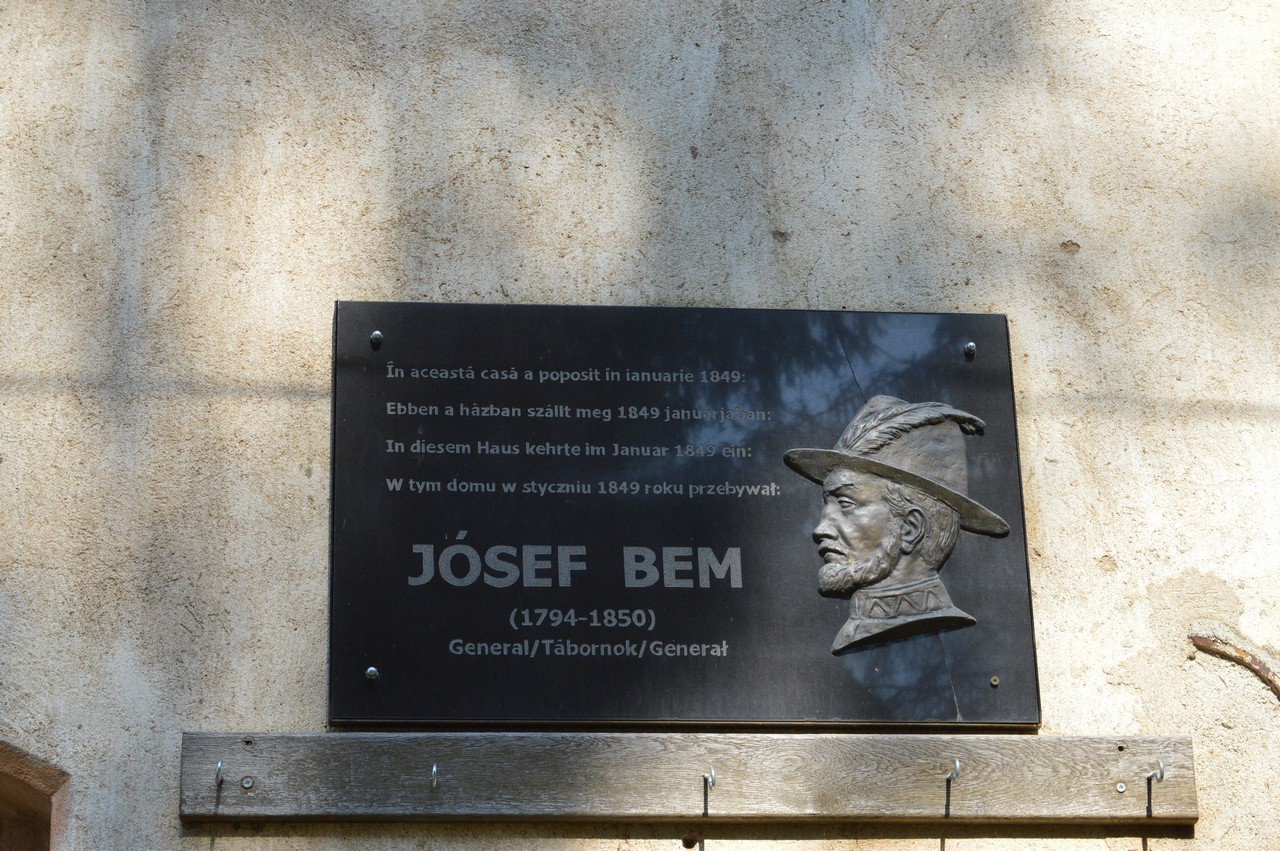 În această casă a poposit în ianuarie 1849:
Ebben a házban szállt meg 1849 januárjában:
In diesem Haus kehrte im Januar 1849 ein:
W tym domu w styczniu 1849 roku przebywał:
JÓSEF BEM
(1794-1850)
General/Tábornok/Generał